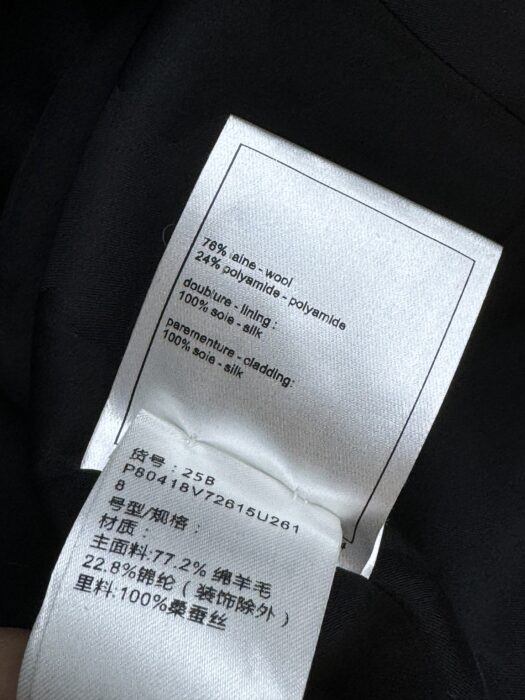 76% laine - wool
24% polyamide - polyamide
doublure - lining :
100% soie - silk
parementure - cladding:
100% soie - silk
货号：25B
P80418V72615U261
8
号型/规格：
材质：
主面料:77.2% 绵羊毛
22.8%锦纶（装饰除外）
里料:100%桑蚕丝